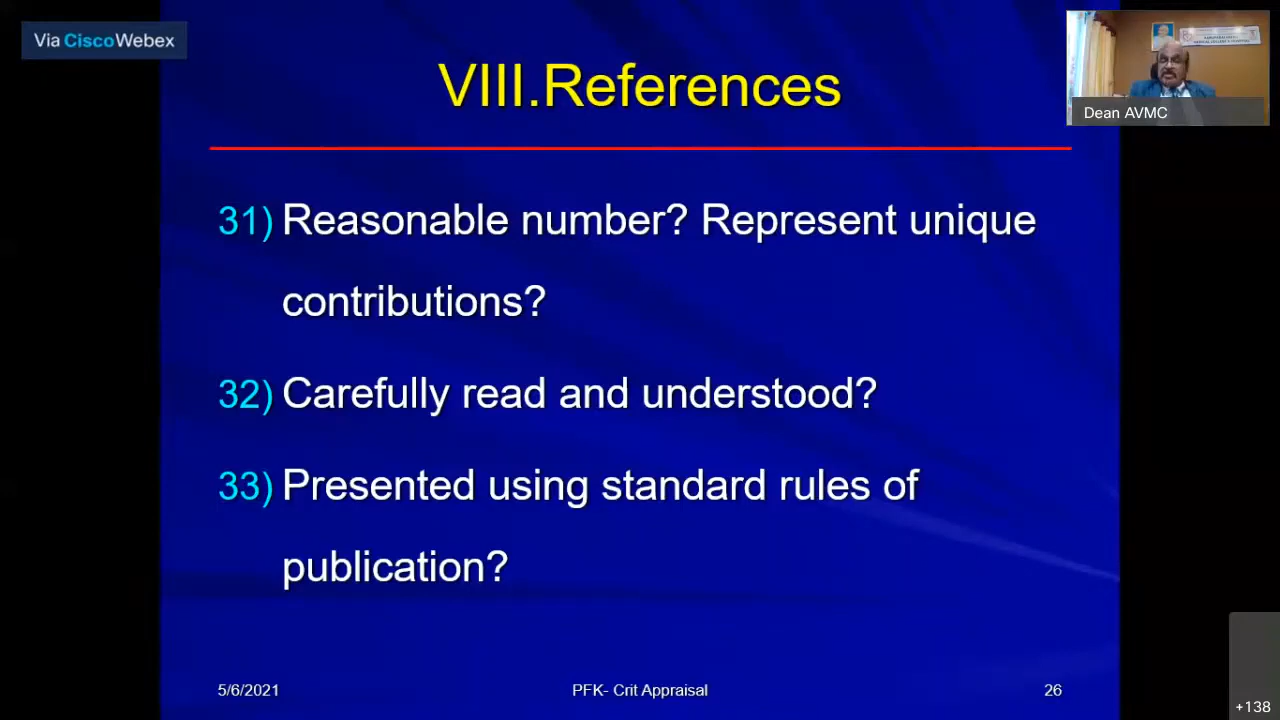 Via CiscoWebex
VIII.References
Dean AVMC
31) Reasonable number? Represent unique
contributions?
32) Carefully read and understood?
33) Presented using standard rules of
publication?
5/6/2021
PFK- Crit Appraisal
26
+138